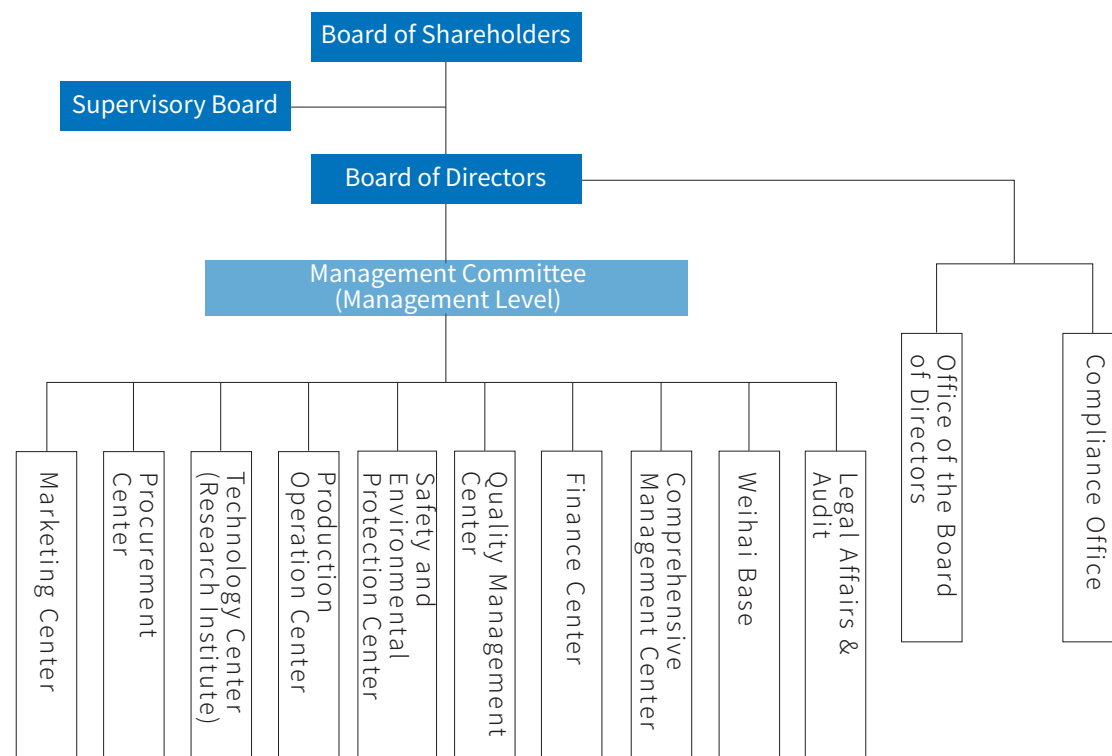 Board of Shareholders
Supervisory Board
Board of Directors
Management Committee
(Management Level)
Office of the Board
of Directors
Compliance Office
Marketing Center
Procurement
Center
Technology Center
(Research Institute)
Production
Operation Center
Safety and
Environmental
Protection Center
Quality Management
Center
Finance Center
Comprehensive
Management Center
Weihai Base
Legal Affairs &
Audit